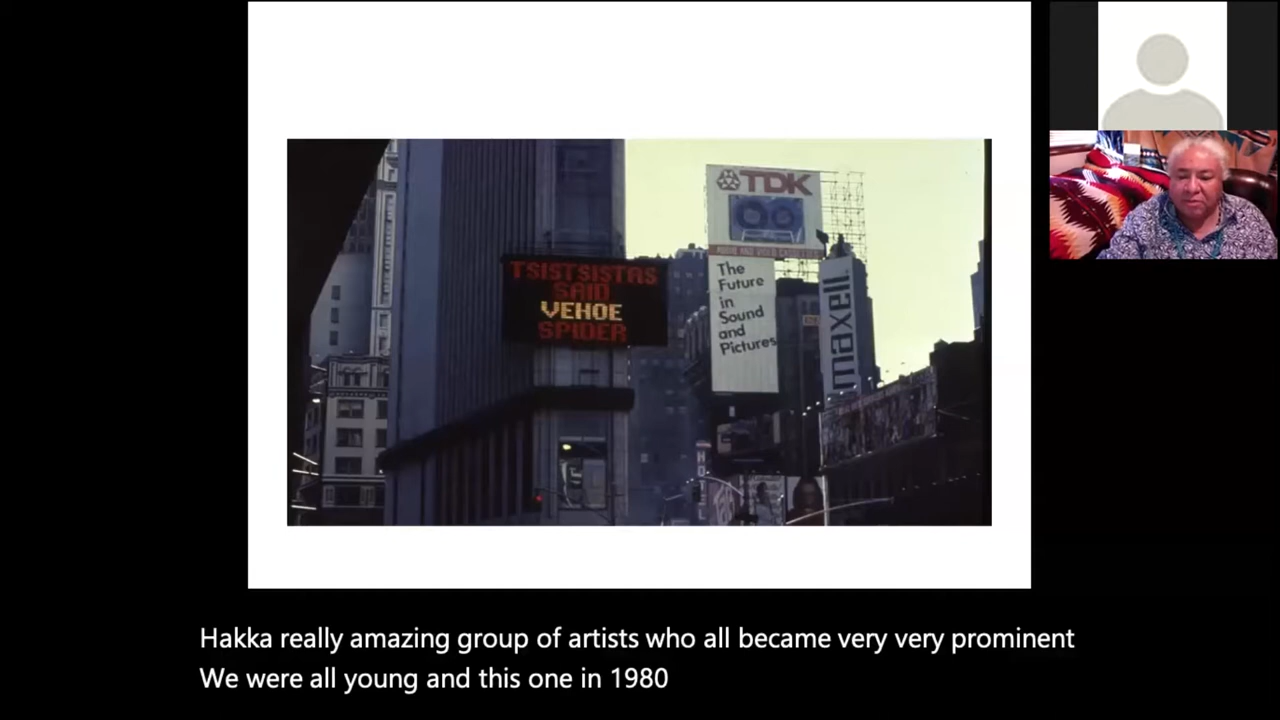 TSISTSISTAS
SAID
VEHOE
SPIDER
TDK
The
Future
in
Sound
and
Pictures
maxell
HOTEL
Hakka really amazing group of artists who all became very very prominent
We were all young and this one in 1980